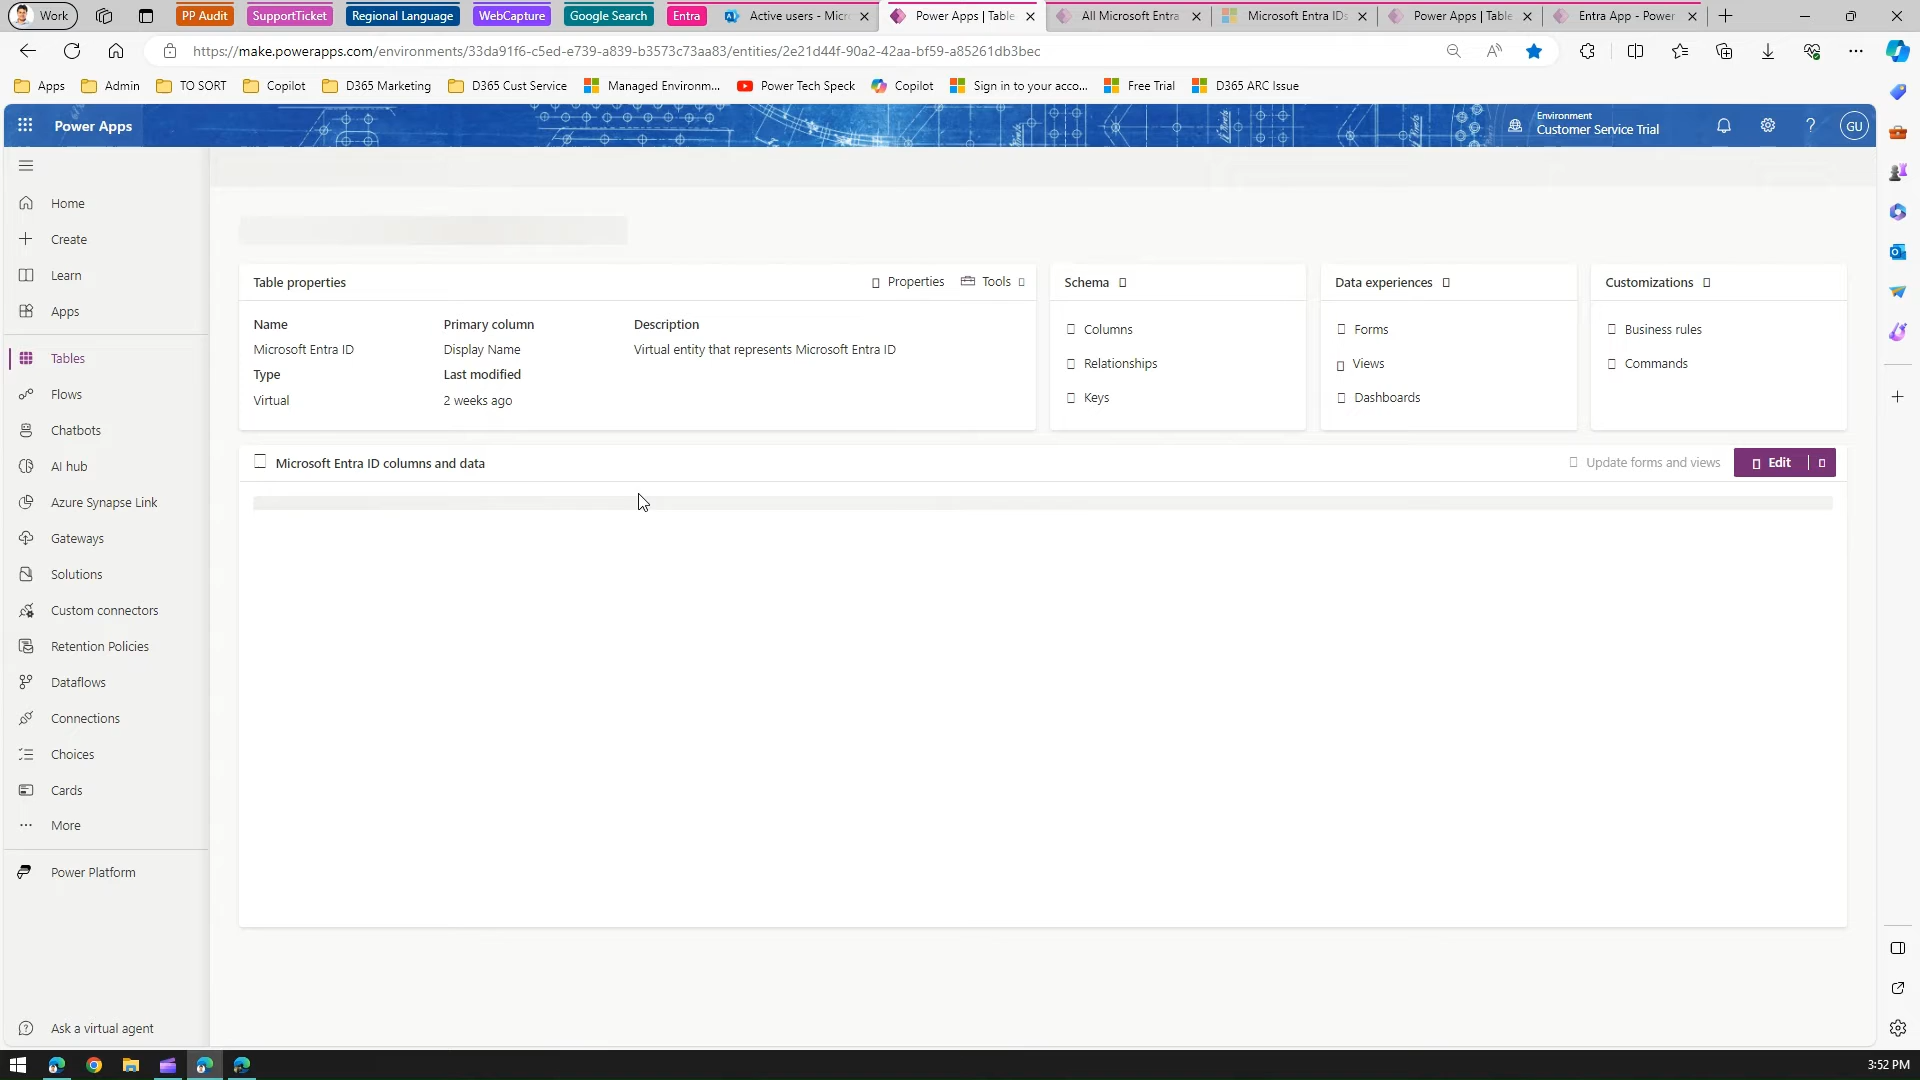 Work
PP Audit
SupportTicket
Regional Language
WebCapture
Google Search
Entra
Active users - Micro
Power Apps | Table
All Microsoft Entra
Microsoft Entra IDs
Power Apps | Table
Entra App - Power
https://make.powerapps.com/environments/33da91f6-c5ed-e739-a839-b3573c73aa83/entities/2e21d44f-90a2-42aa-bf59-a85261db3bec
Apps
Admin
TO SORT
Copilot
D365 Marketing
D365 Cust Service
Managed Environm...
Power Tech Speck
Copilot
Sign in to your acco...
Free Trial
D365 ARC Issue
Power Apps
Environment
Customer Service Trial
GU
Home
Create
Learn
Apps
Tables
Flows
Chatbots
AI hub
Azure Synapse Link
Gateways
Solutions
Custom connectors
Retention Policies
Dataflows
Connections
Choices
Cards
More
Power Platform
Ask a virtual agent
Table properties
Properties
Tools
Name
Microsoft Entra ID
Type
Virtual
Primary column
Display Name
Last modified
2 weeks ago
Description
Virtual entity that represents Microsoft Entra ID
Schema
Columns
Relationships
Keys
Data experiences
Forms
Views
Dashboards
Customizations
Business rules
Commands
Microsoft Entra ID columns and data
Update forms and views
Edit
3:52 PM